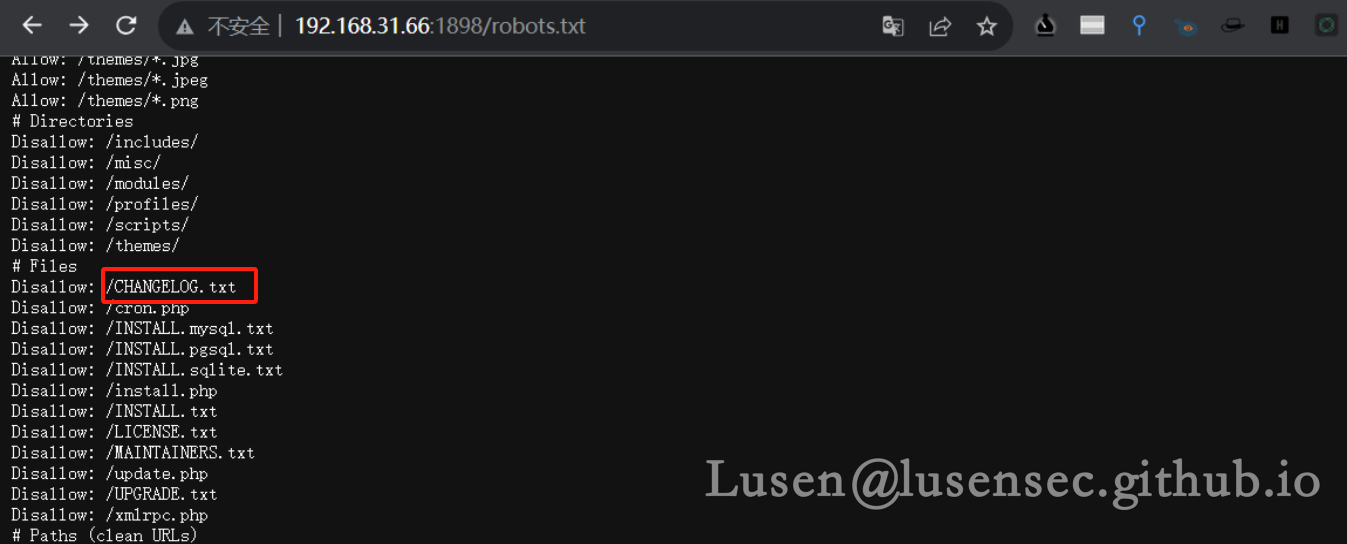 不安全 | 192.168.31.66:1898/robots.txt
Allow: /themes/*.jpg
Allow: /themes/*.jpeg
Allow: /themes/*.png
# Directories
Disallow: /includes/
Disallow: /misc/
Disallow: /modules/
Disallow: /profiles/
Disallow: /scripts/
Disallow: /themes/
# Files
Disallow: /CHANGELOG.txt
Disallow: /cron.php
Disallow: /INSTALL.mysql.txt
Disallow: /INSTALL.pgsql.txt
Disallow: /INSTALL.sqlite.txt
Disallow: /install.php
Disallow: /INSTALL.txt
Disallow: /LICENSE.txt
Disallow: /MAINTAINERS.txt
Disallow: /update.php
Disallow: /UPGRADE.txt
Disallow: /xmlrpc.php
# Paths (clean URLs)
Lusen@lusensec.github.io